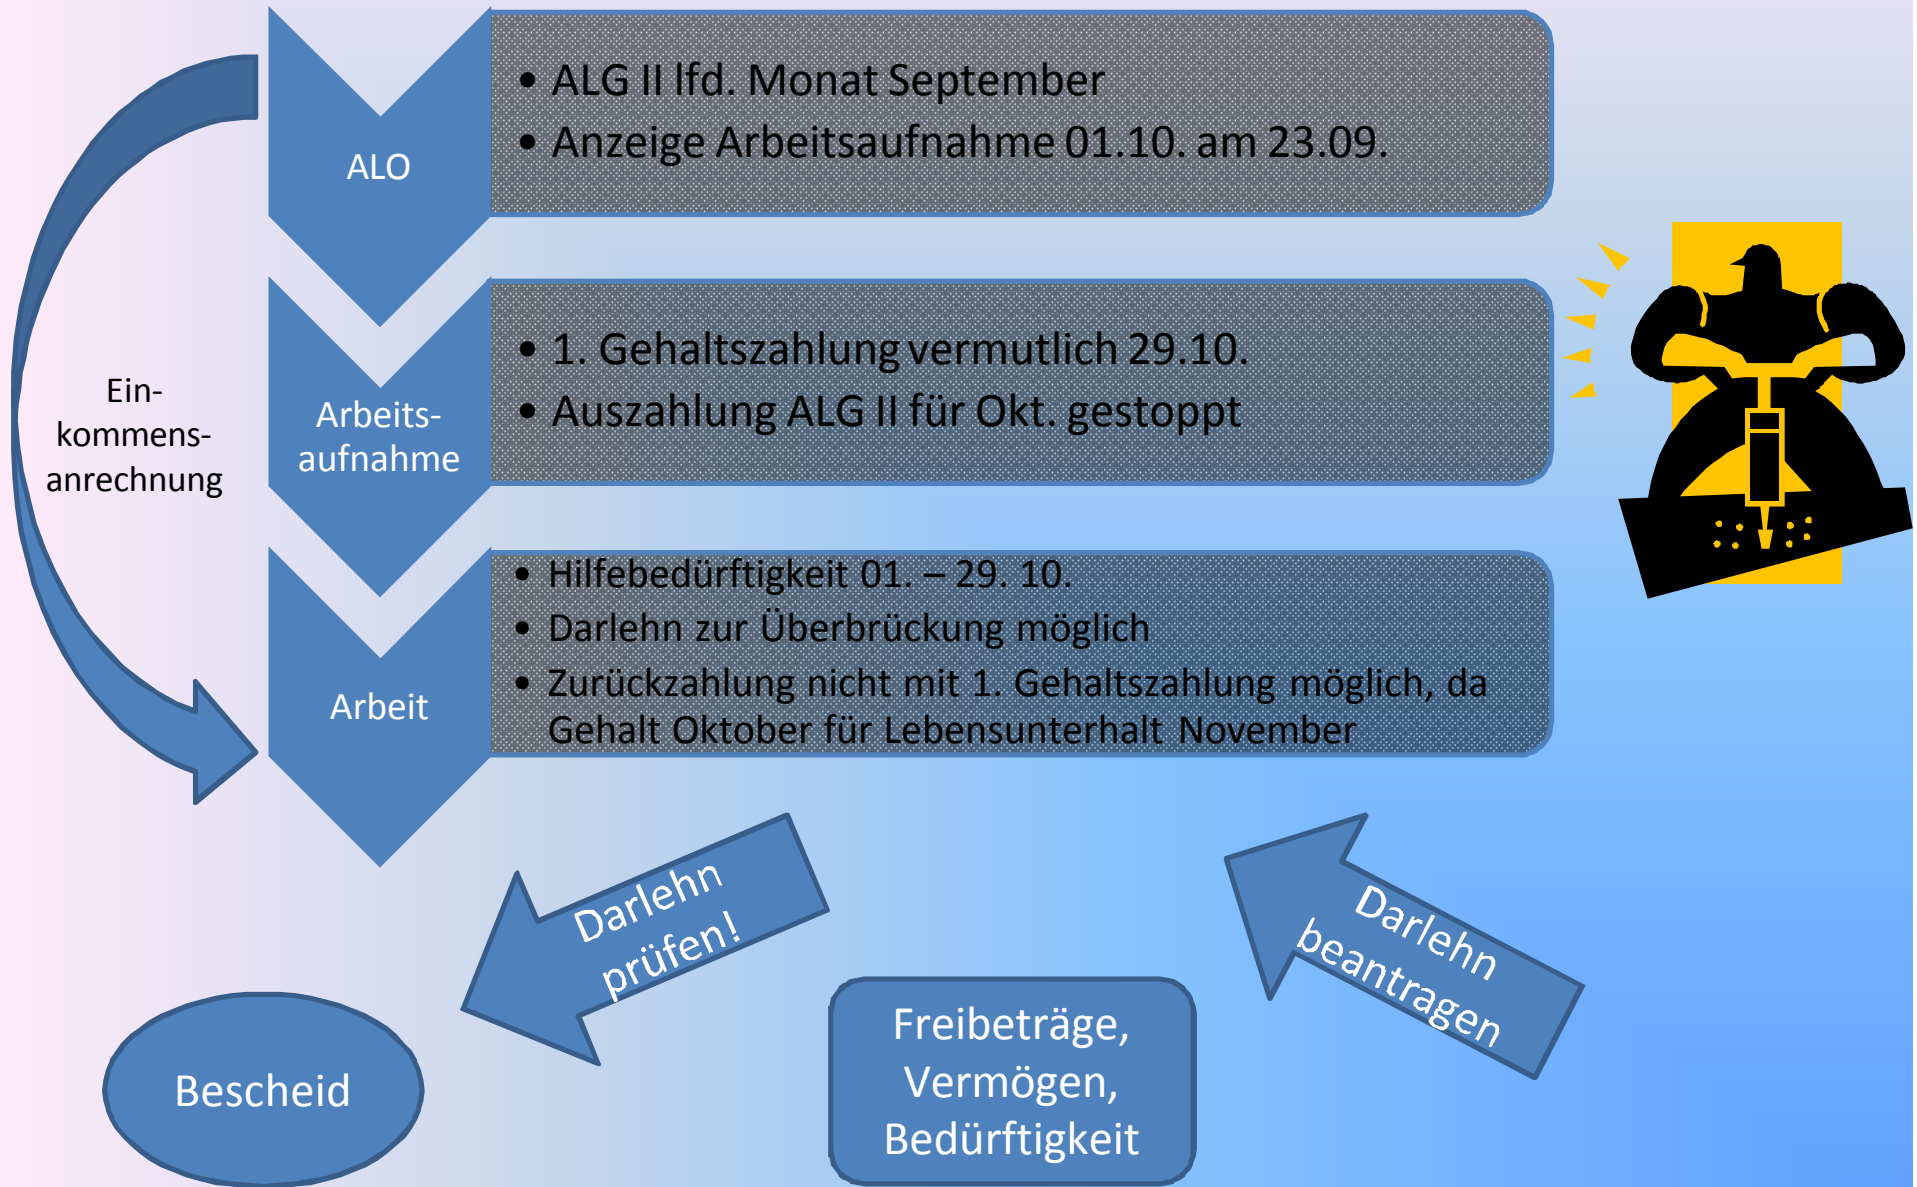 ALO
• ALG II lfd. Monat September
• Anzeige Arbeitsaufnahme 01.10. am 23.09.
Ein-
kommens-
anrechnung
Arbeits-
aufnahme
• 1. Gehaltszahlung vermutlich 29.10.
• Auszahlung ALG II für Okt. gestoppt
Arbeit
• Hilfebedürftigkeit 01. – 29. 10.
• Darlehn zur Überbrückung möglich
• Zurückzahlung nicht mit 1. Gehaltszahlung möglich, da
Gehalt Oktober für Lebensunterhalt November
Darlehn
prüfen!
Darlehn
beantragen
Bescheid
Freibeträge,
Vermögen,
Bedürftigkeit